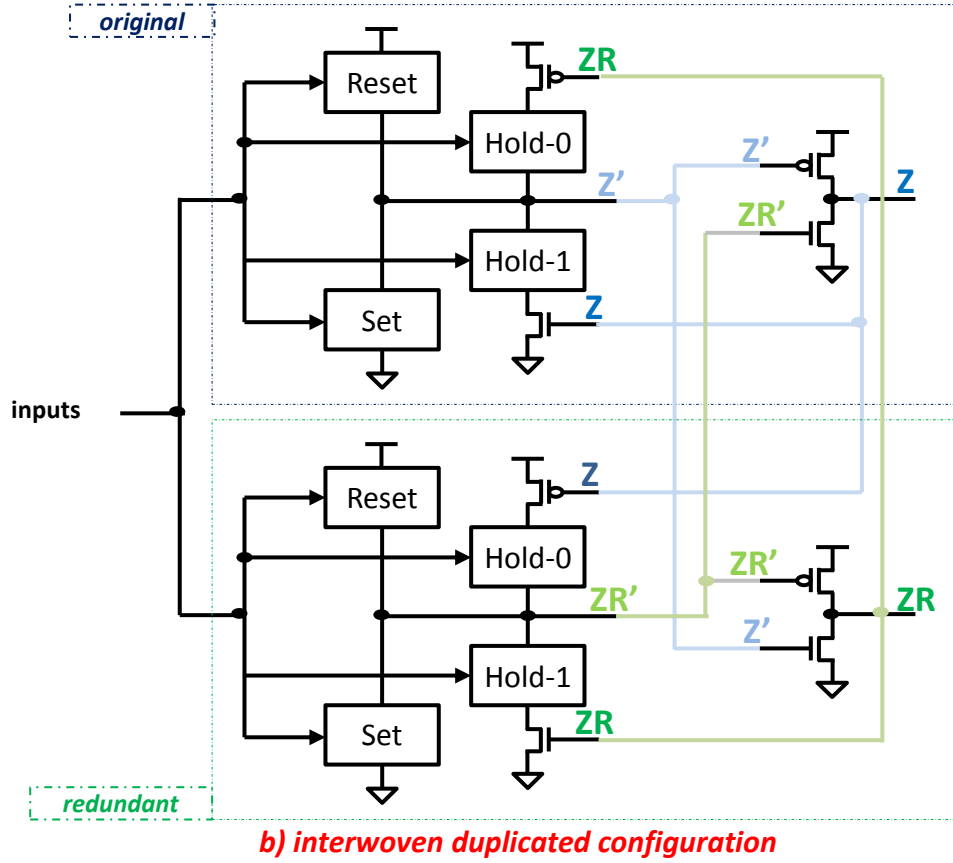 original
Reset
ZR
Hold-0
Z'
Z'
Z
ZR'
Hold-1
Set
Z
inputs
Reset
Z
Hold-0
ZR'
ZR'
ZR
Z'
Hold-1
Set
ZR
redundant
b) interwoven duplicated configuration